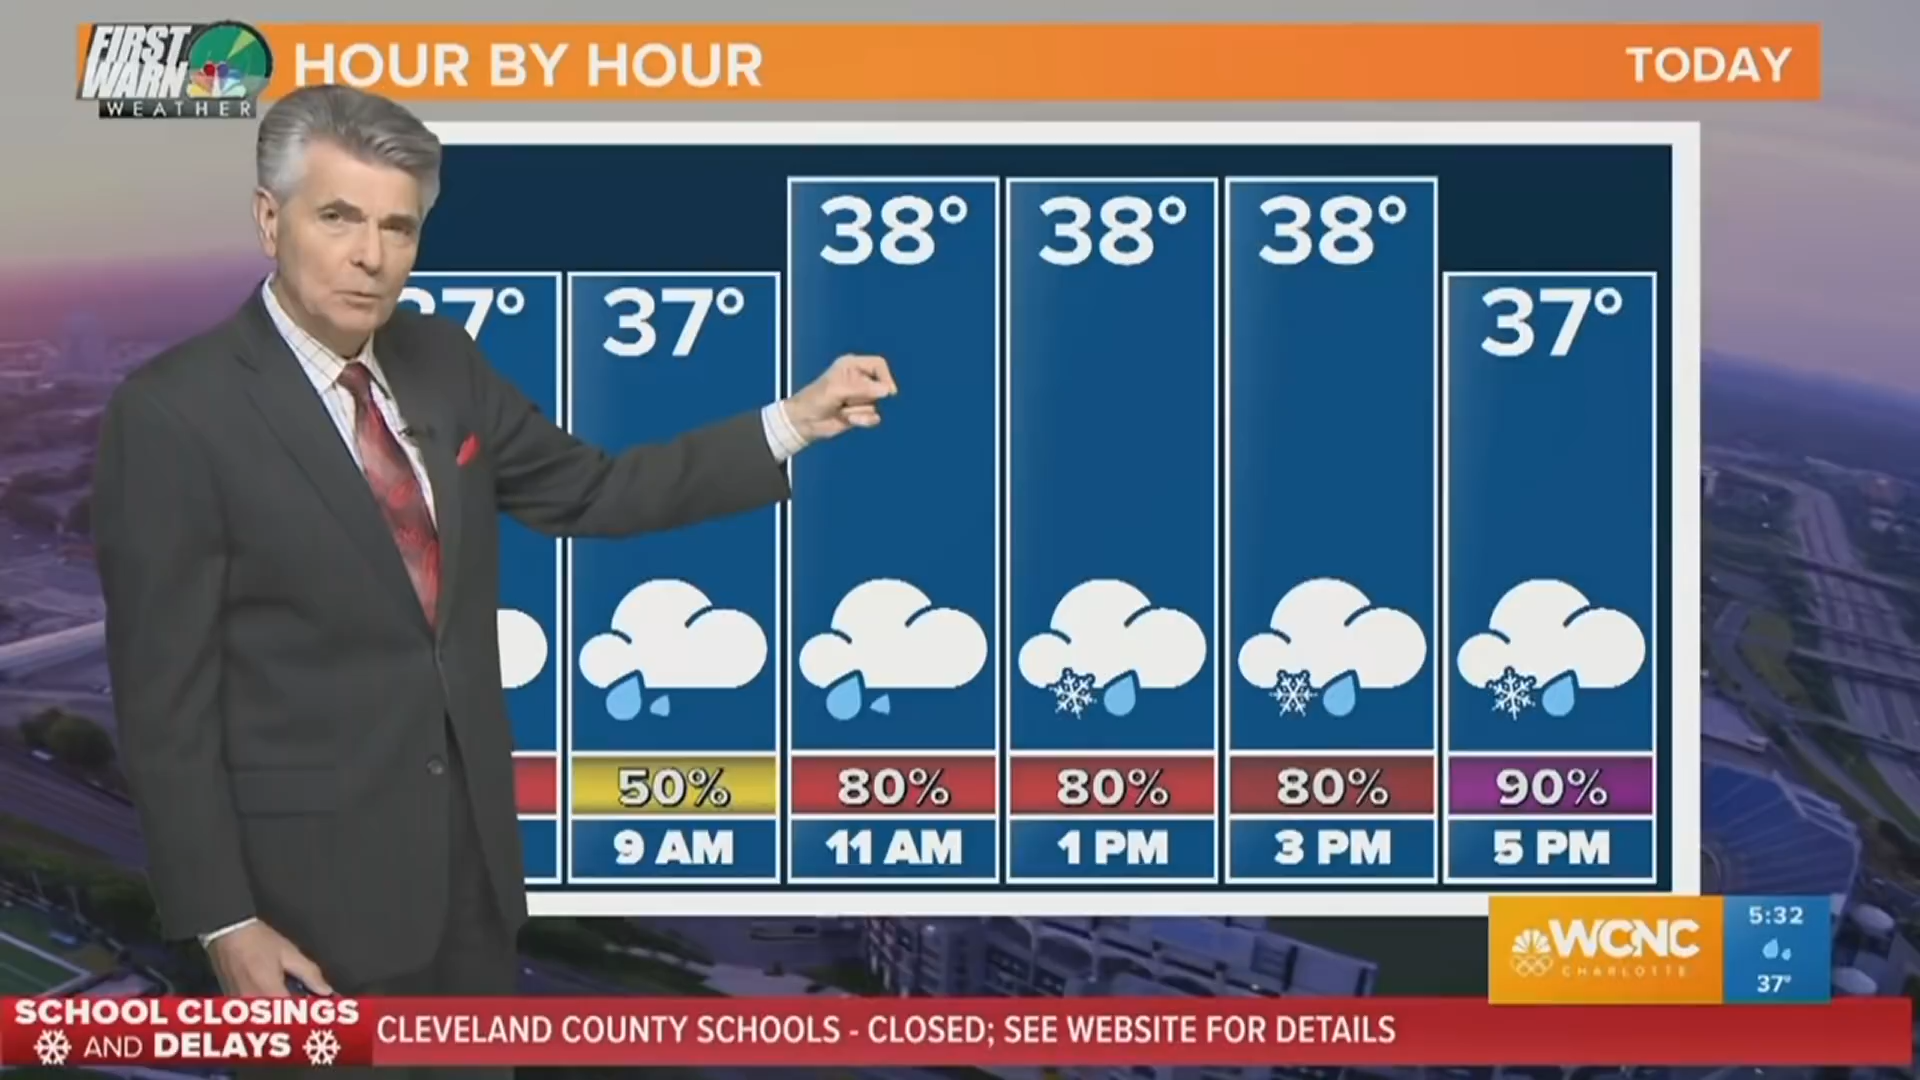 FIRST
WARN
WEATHER
HOUR BY HOUR
TODAY
37°
37°
38°
38°
38°
37°
50%
80%
80%
80%
90%
9 AM
11 AM
1 PM
3 PM
5 PM
WCNC
CHARLOTTE
5:32
37°
SCHOOL CLOSINGS
AND DELAYS
CLEVELAND COUNTY SCHOOLS - CLOSED; SEE WEBSITE FOR DETAILS